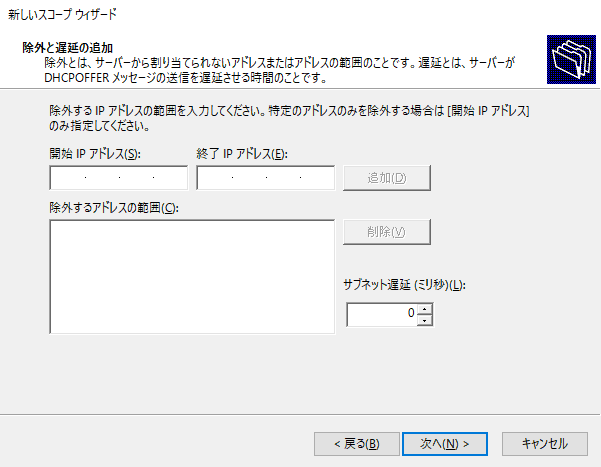 新しいスコープ ウィザード
除外と遅延の追加
除外とは、サーバーから割り当てられないアドレスまたはアドレスの範囲のことです。遅延とは、サーバーが
DHCPOFFER メッセージの送信を遅延させる時間のことです。
除外する IP アドレスの範囲を入力してください。特定のアドレスのみを除外する場合は [開始 IP アドレス]
のみ指定してください。
開始 IP アドレス(S): 終了 IP アドレス(E):
. . . . . . 追加(D)
除外するアドレスの範囲(C):
削除(V)
サブネット遅延 (ミリ秒)(L):
0
< 戻る(B) 次へ(N) > キャンセル